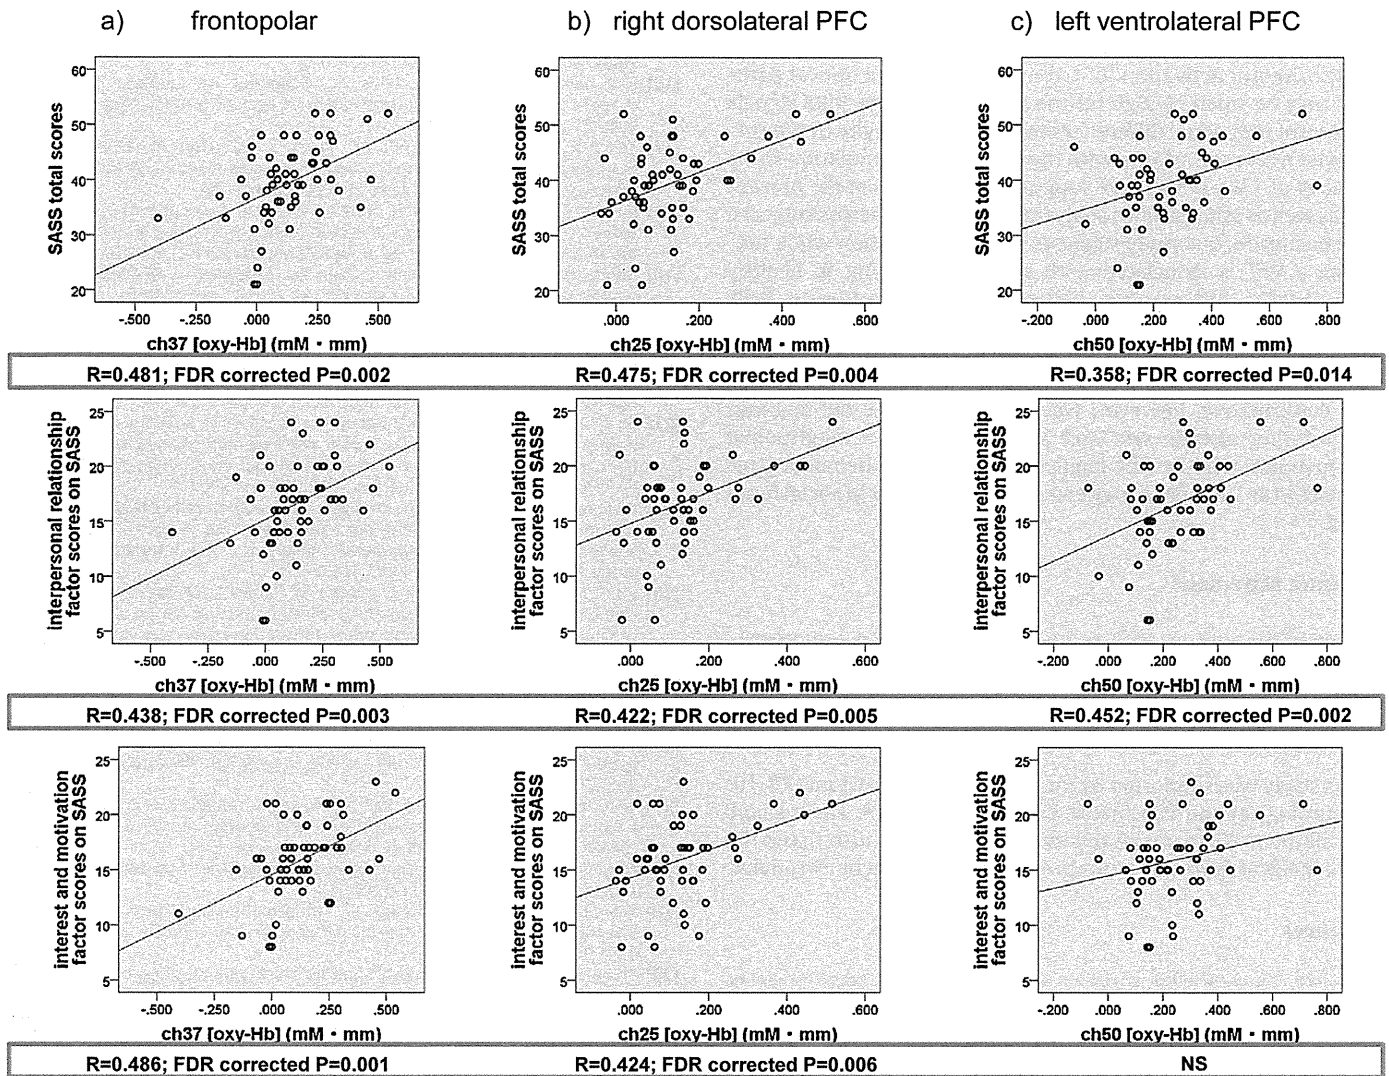 a) frontopolar
b) right dorsolateral PFC
c) left ventrolateral PFC
SASS total scores
60
50
40
30
20
-.500 -.250 .000 .250 .500
ch37 [oxy-Hb] (mM・mm)
SASS total scores
60
50
40
30
20
.000 .200 .400 .600
ch25 [oxy-Hb] (mM・mm)
SASS total scores
60
50
40
30
20
-.200 .000 .200 .400 .600 .800
ch50 [oxy-Hb] (mM・mm)
R=0.481; FDR corrected P=0.002
R=0.475; FDR corrected P=0.004
R=0.358; FDR corrected P=0.014
interpersonal relationship
factor scores on SASS
25
20
15
10
5
-.500 -.250 .000 .250 .500
ch37 [oxy-Hb] (mM・mm)
interpersonal relationship
factor scores on SASS
25
20
15
10
5
.000 .200 .400 .600
ch25 [oxy-Hb] (mM・mm)
interpersonal relationship
factor scores on SASS
25
20
15
10
5
-.200 .000 .200 .400 .600 .800
ch50 [oxy-Hb] (mM・mm)
R=0.438; FDR corrected P=0.003
R=0.422; FDR corrected P=0.005
R=0.452; FDR corrected P=0.002
interest and motivation
factor scores on SASS
25
20
15
10
5
-.500 -.250 .000 .250 .500
ch37 [oxy-Hb] (mM・mm)
interest and motivation
factor scores on SASS
25
20
15
10
5
.000 .200 .400 .600
ch25 [oxy-Hb] (mM・mm)
interest and motivation
factor scores on SASS
25
20
15
10
5
-.200 .000 .200 .400 .600 .800
ch50 [oxy-Hb] (mM・mm)
R=0.486; FDR corrected P=0.001
R=0.424; FDR corrected P=0.006
NS